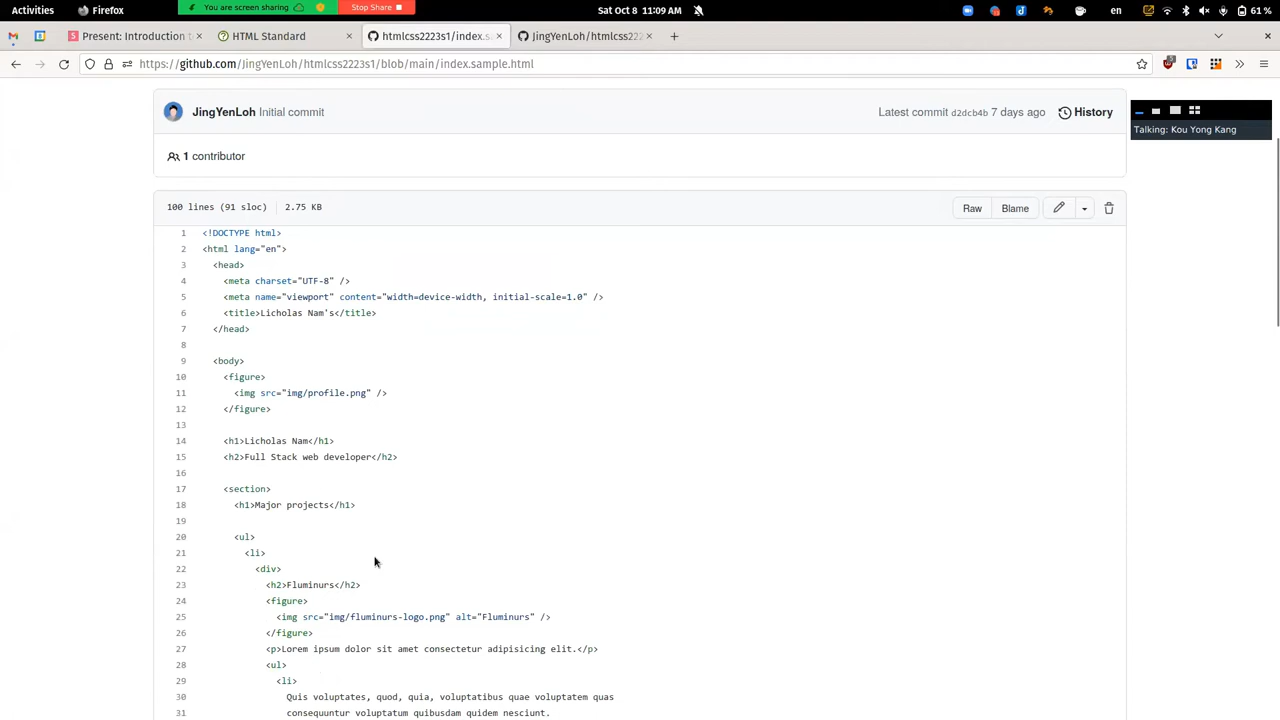 Activities
Firefox
You are screen sharing
Stop Share
Sat Oct 8 11:09 AM
en
61 %
Present: Introduction t
HTML Standard
htmlcss2223s1/index.s
JingYenLoh/htmlcss222
https://github.com/JingYenLoh/htmlcss2223s1/blob/main/index.sample.html
JingYenLoh Initial commit
Latest commit d2dcb4b 7 days ago
History
Talking: Kou Yong Kang
1 contributor
100 lines (91 sloc)
2.75 KB
Raw
Blame
1 <!DOCTYPE html>
2 <html lang="en">
3 <head>
4 <meta charset="UTF-8" />
5 <meta name="viewport" content="width=device-width, initial-scale=1.0" />
6 <title>Licholas Nam's</title>
7 </head>
8
9 <body>
10 <figure>
11 <img src="img/profile.png" />
12 </figure>
13
14 <h1>Licholas Nam</h1>
15 <h2>Full Stack web developer</h2>
16
17 <section>
18 <h1>Major projects</h1>
19
20 <ul>
21 <li>
22 <div>
23 <h2>Fluminurs</h2>
24 <figure>
25 <img src="img/fluminurs-logo.png" alt="Fluminurs" />
26 </figure>
27 <p>Lorem ipsum dolor sit amet consectetur adipisicing elit.</p>
28 <ul>
29 <li>
30 Quis voluptates, quod, quia, voluptatibus quae voluptatem quas
31 consequuntur voluptatum quibusdam quidem nesciunt.